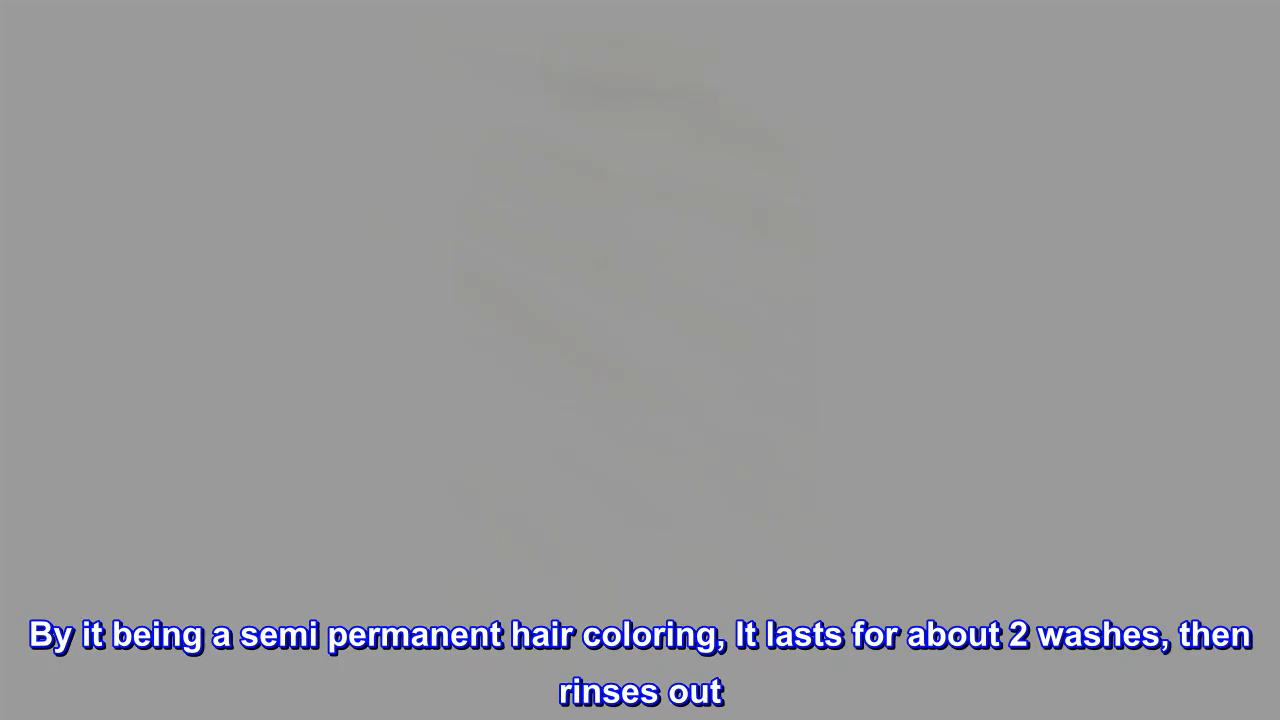 By it being a semi permanent hair coloring, It lasts for about 2 washes, then
rinses out